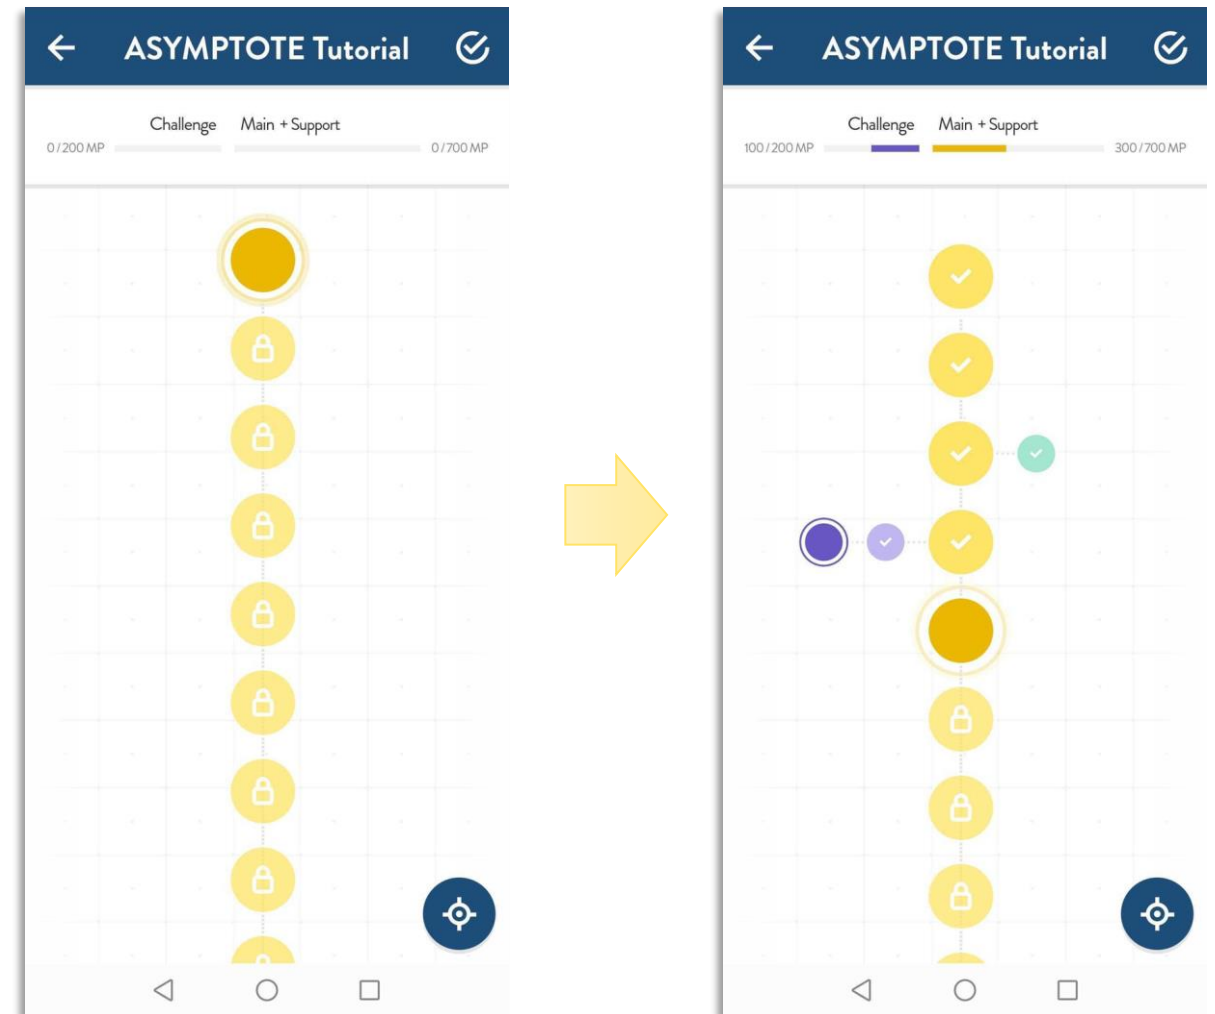 ASYMPTOTE Tutorial
Challenge Main + Support
0/200 MP 0/700 MP
ASYMPTOTE Tutorial
Challenge Main + Support
100/200 MP 300/700 MP